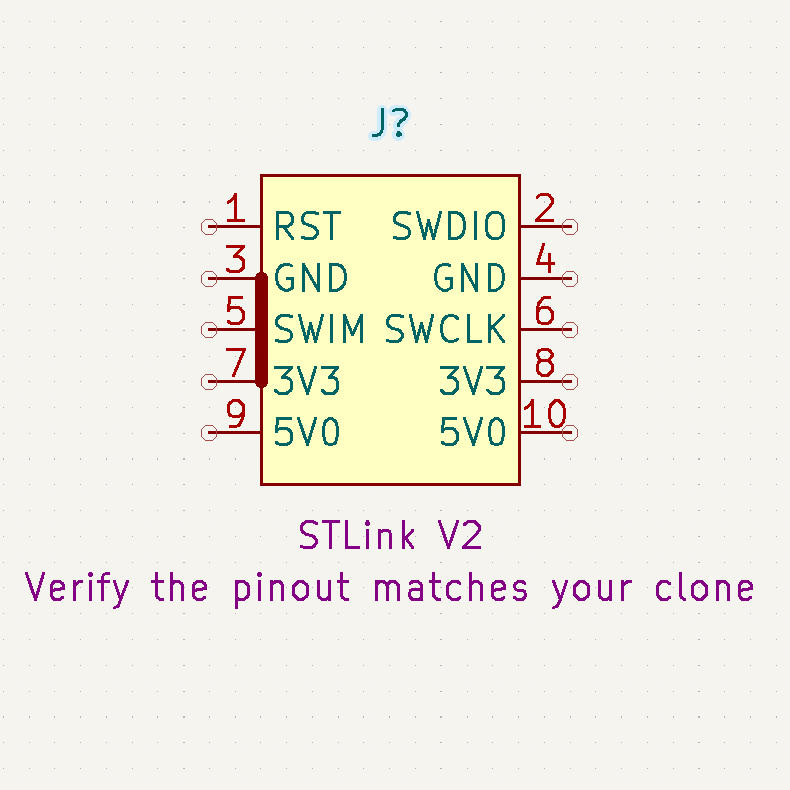 J?
1 RST SWDIO 2
3 GND GND 4
5 SWIM SWCLK 6
7 3V3 3V3 8
9 5V0 5V0 10
STLink V2
Verify the pinout matches your clone